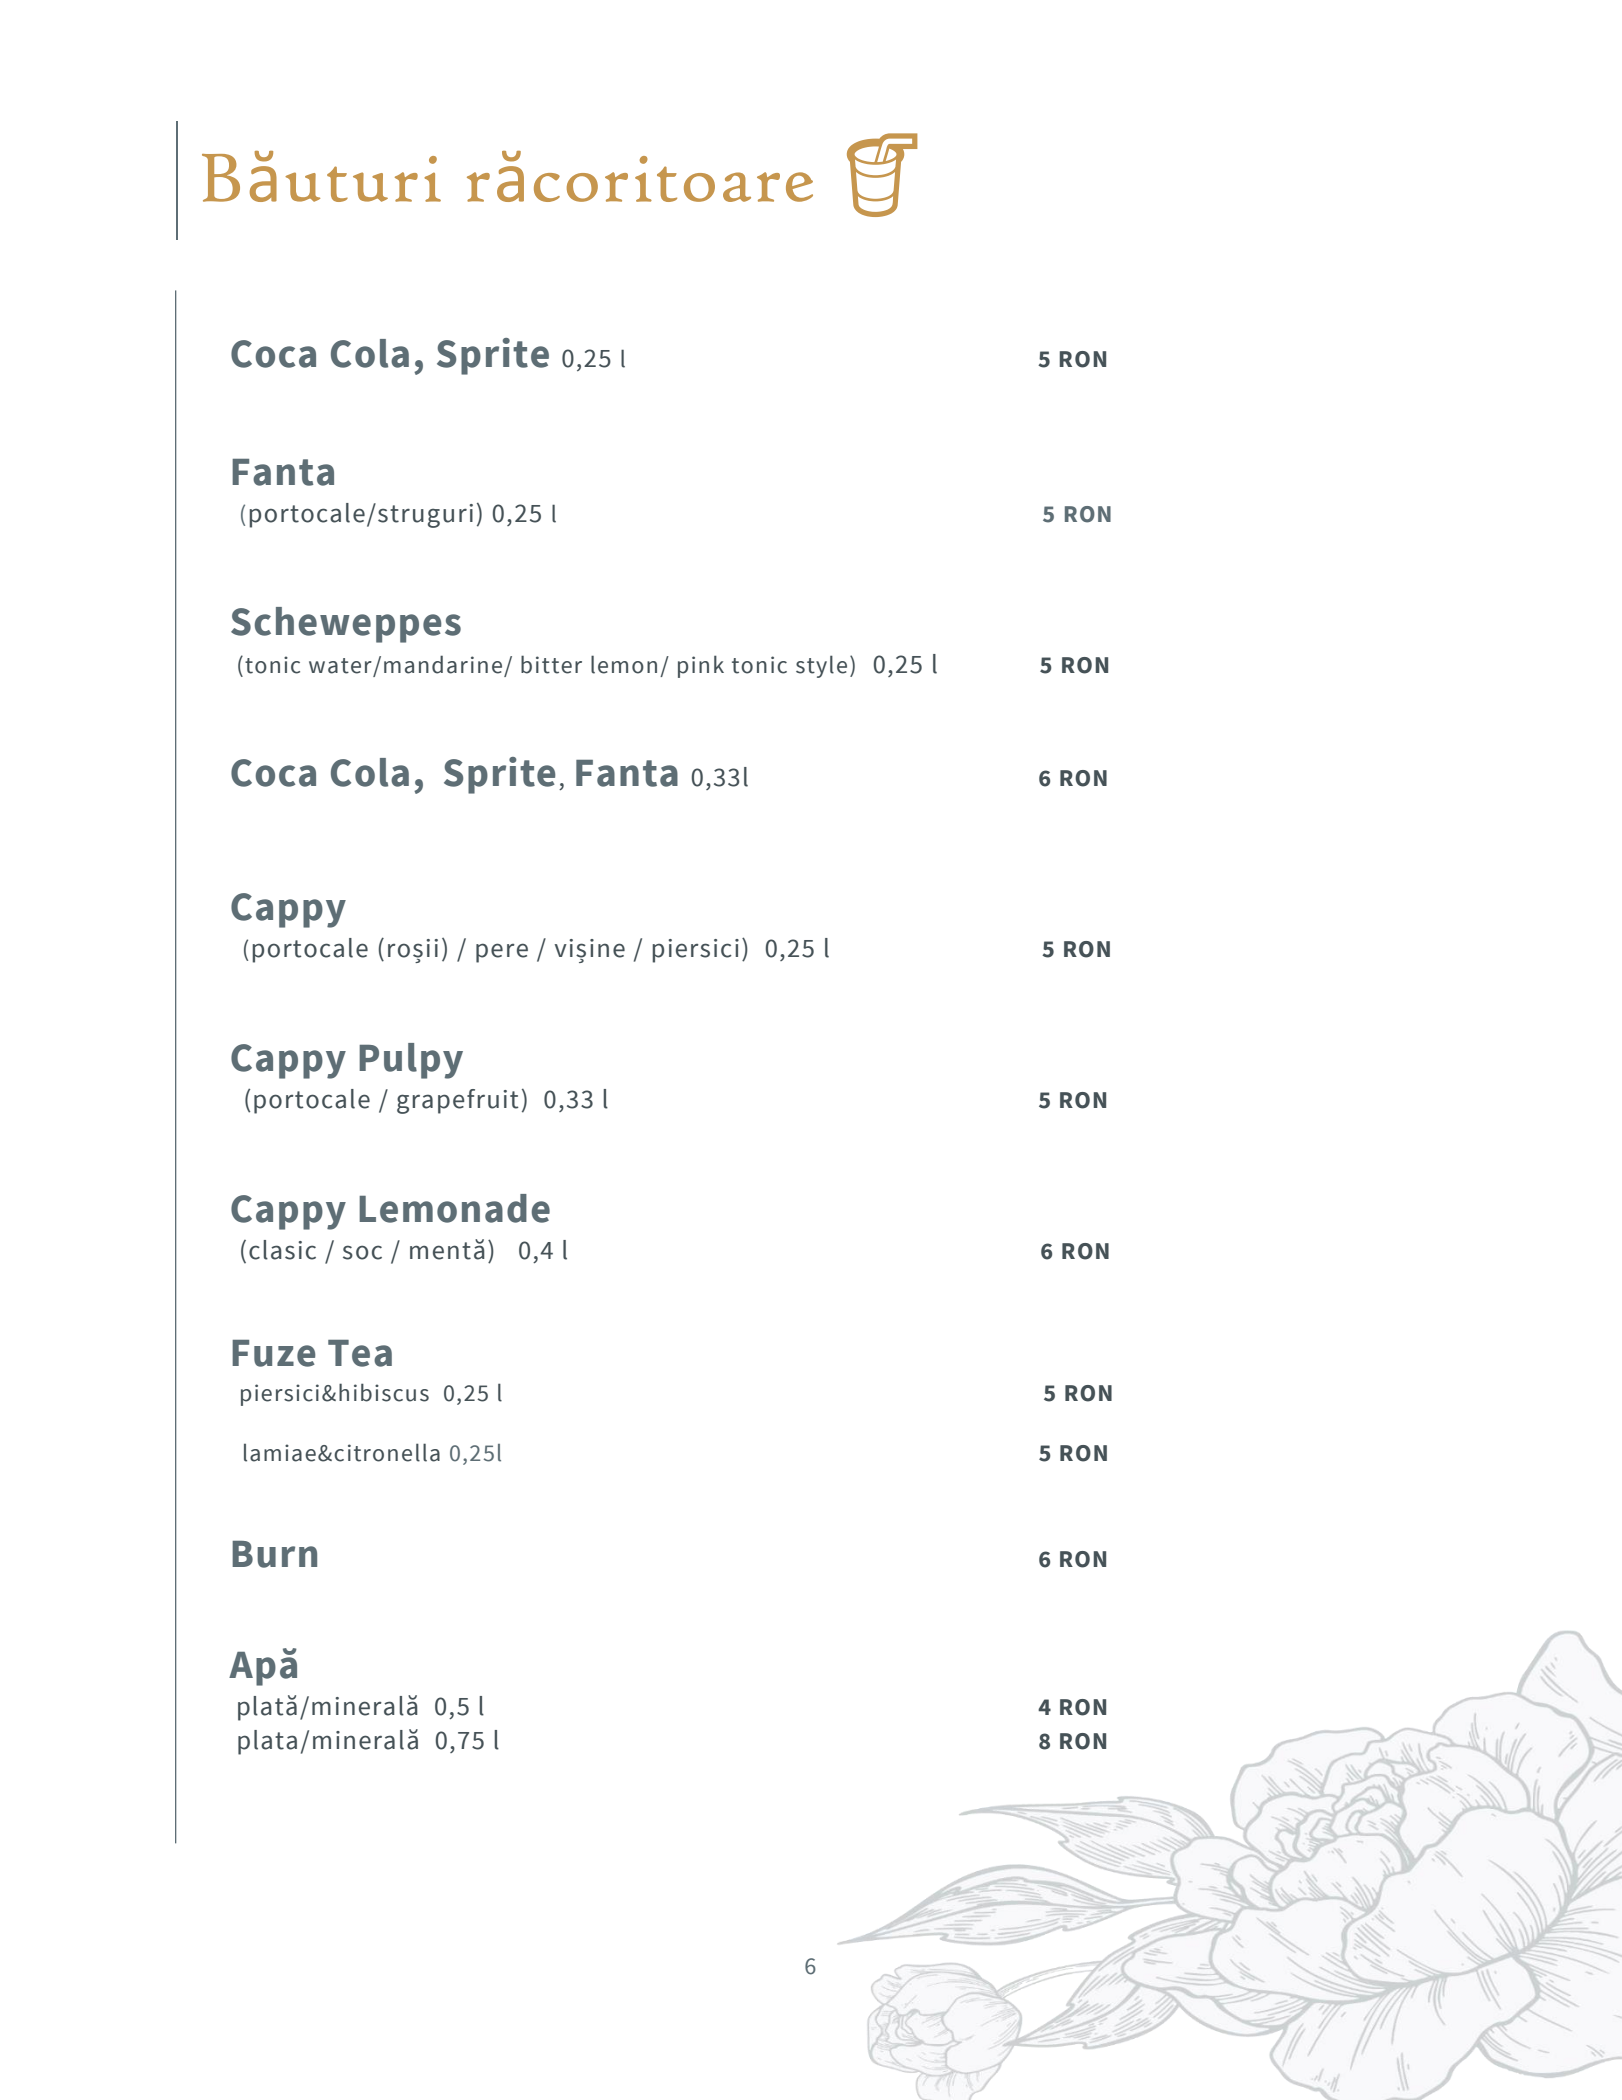 Băuturi răcoritoare
Coca Cola, Sprite 0,25 l 5 RON
Fanta
(portocale/struguri) 0,25 l 5 RON
Scheweppes
(tonic water/mandarine/ bitter lemon/ pink tonic style) 0,25 l 5 RON
Coca Cola, Sprite, Fanta 0,33l 6 RON
Cappy
(portocale (roșii) / pere / vișine / piersici) 0,25 l 5 RON
Cappy Pulpy
(portocale / grapefruit) 0,33 l 5 RON
Cappy Lemonade
(clasic / soc / mentă) 0,4 l 6 RON
Fuze Tea
piersici&hibiscus 0,25 l 5 RON
lamiae&citronella 0,25l 5 RON
Burn 6 RON
Apă
plată/minerală 0,5 l 4 RON
plata/minerală 0,75 l 8 RON
6